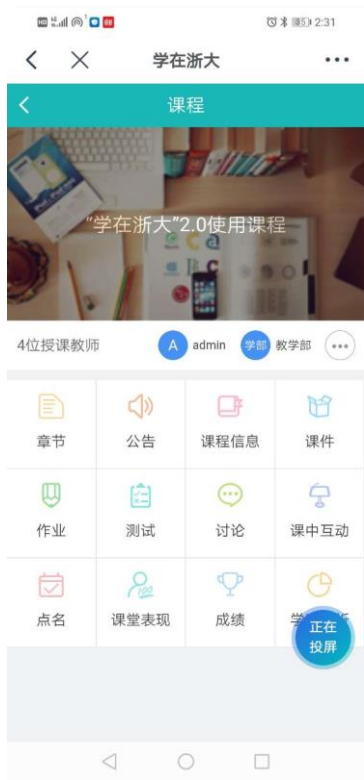 2:31
学在浙大
课程
“学在浙大”2.0使用课程
4位授课教师
A
admin
学部
教学部
章节
公告
课程信息
课件
作业
测试
讨论
课中互动
点名
课堂表现
成绩
正在
投屏